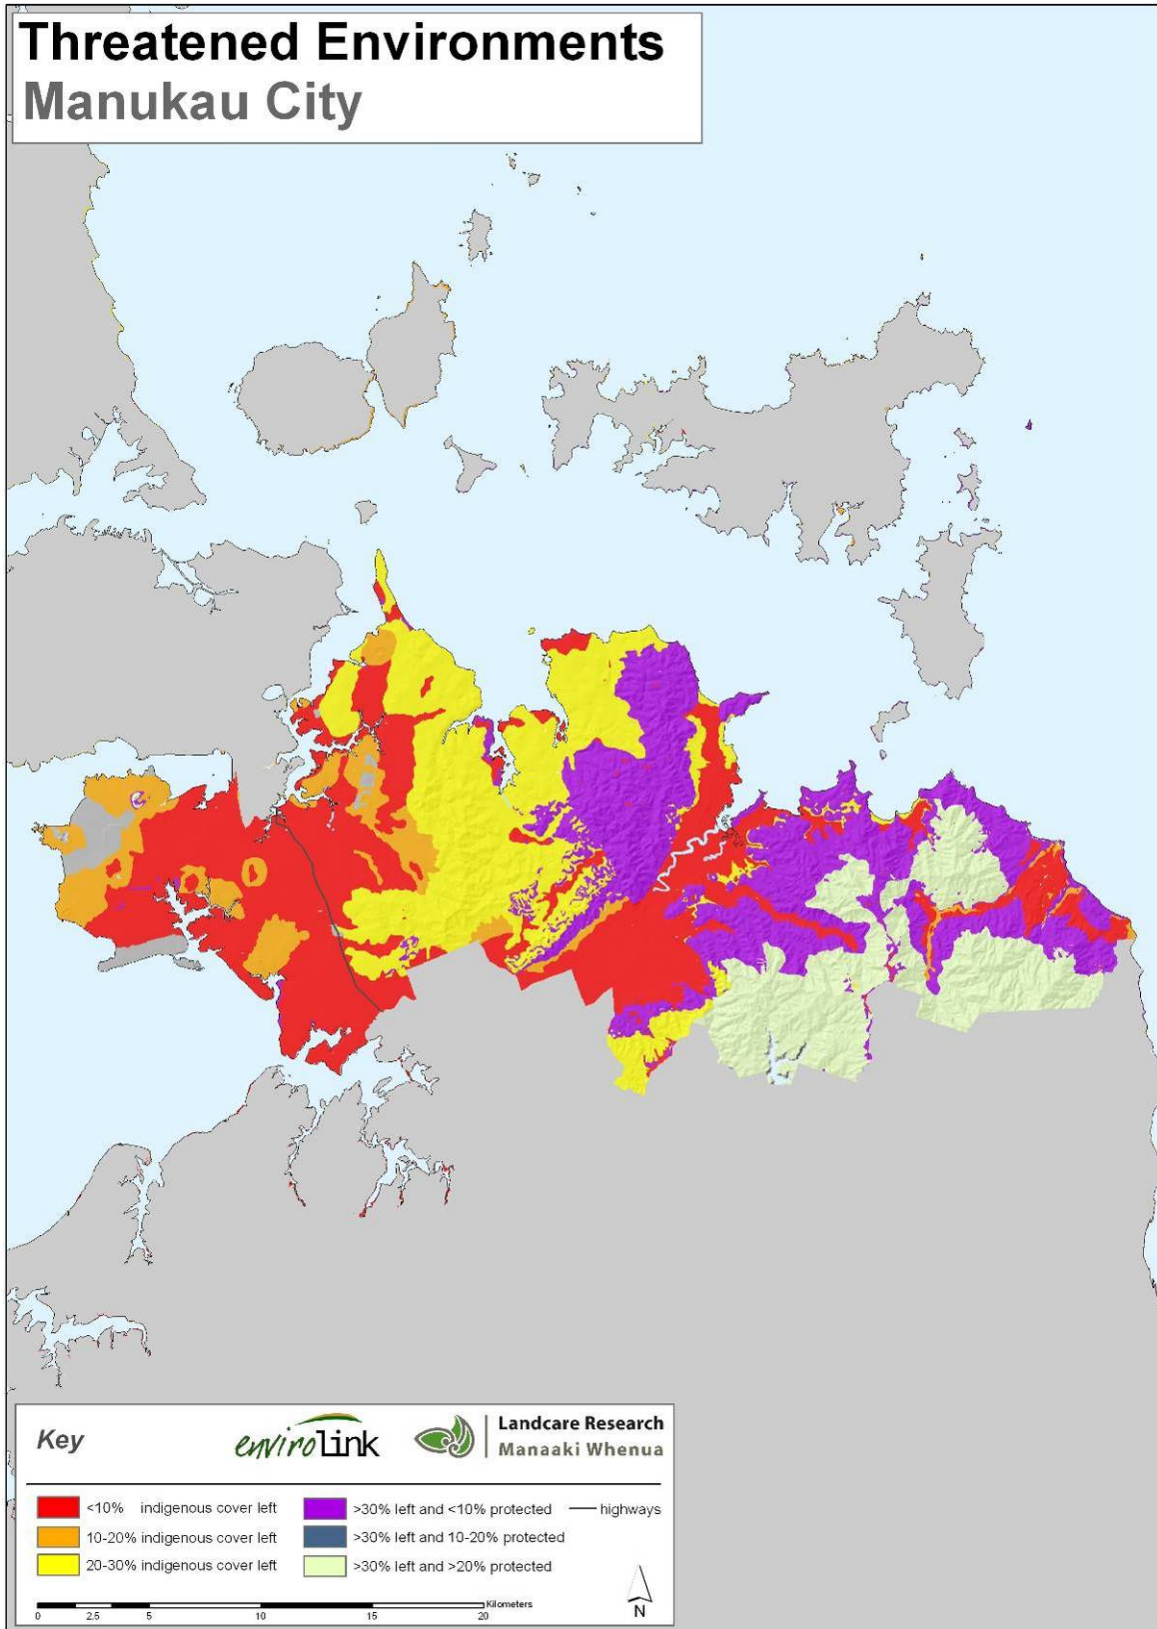 Threatened Environments
Manukau City
Key
envirolink
Landcare Research
Manaaki Whenua
<10% indigenous cover left
>30% left and <10% protected
highways
10-20% indigenous cover left
>30% left and 10-20% protected
20-30% indigenous cover left
>30% left and >20% protected
Kilometers
0 2.5 5 10 15 20
N